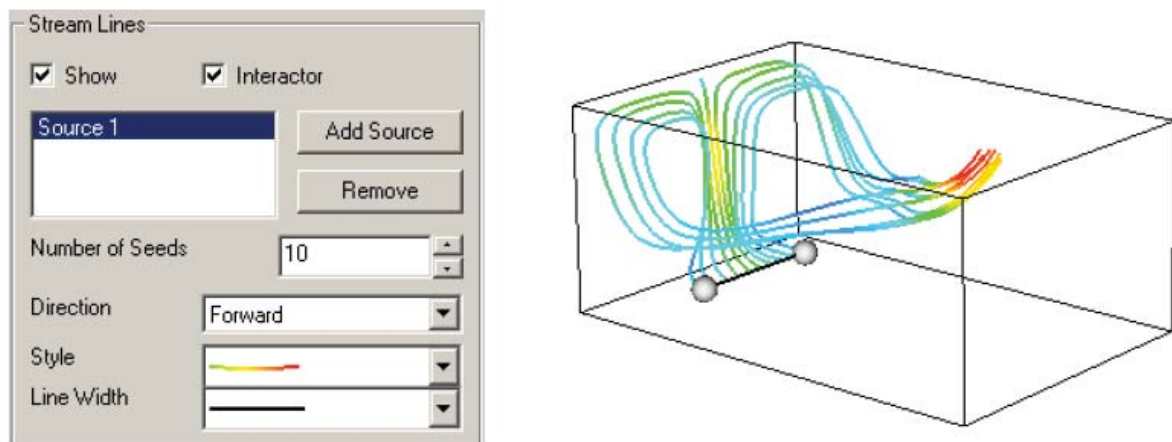 Stream Lines
Show
Interactor
Source 1
Add Source
Remove
Number of Seeds
10
Direction
Forward
Style
Line Width